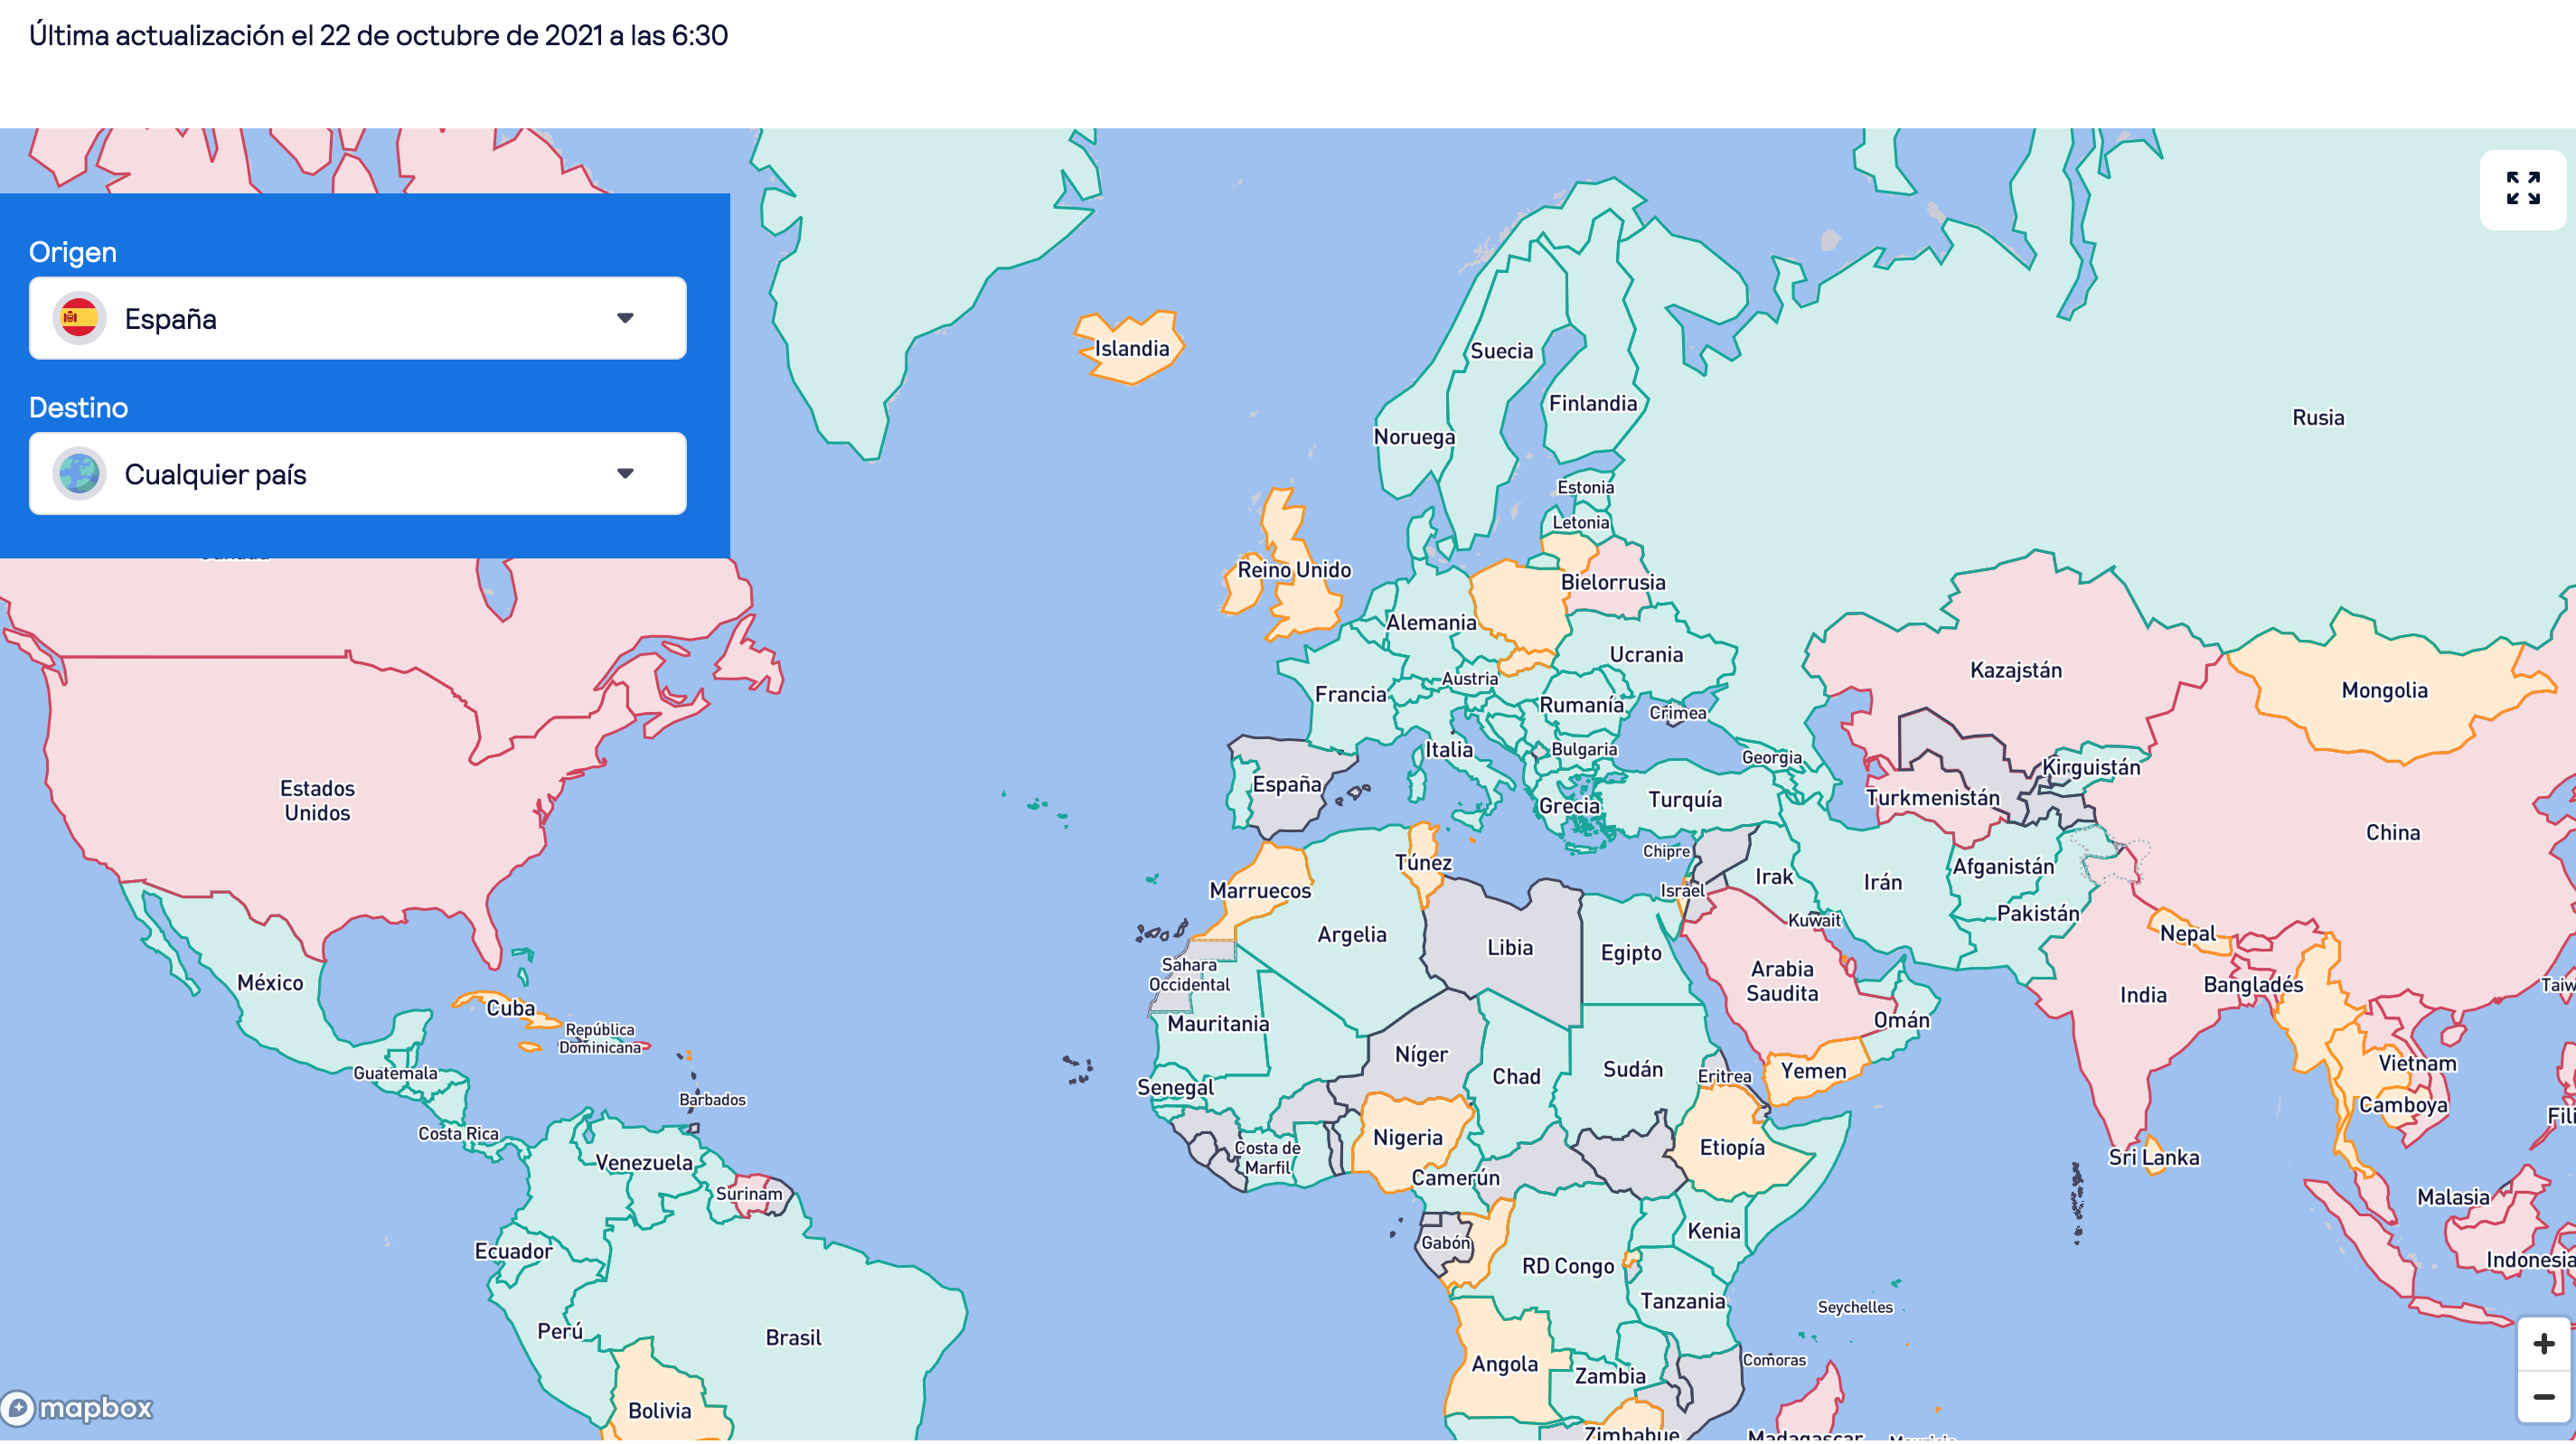 Última actualización el 22 de octubre de 2021 a las 6:30
Origen
España
Destino
Cualquier país
Islandia
Suecia
Finlandia
Noruega
Rusia
Estonia
Letonia
Reino Unido
Bielorrusia
Alemania
Ucrania
Kazajstán
Austria
Francia
Mongolia
Rumanía
Crimea
Italia
Bulgaria
Georgia
Kirguistán
España
Estados
Unidos
Grecia
Turquía
Turkmenistán
China
Chipre
Túnez
Afganistán
Marruecos
Israel
Irak
Irán
Pakistán
Kuwait
Argelia
Libia
Egipto
Nepal
Sahara
Occidental
Arabia
Saudita
México
Bangladés
India
Taiw
Cuba
República
Dominicana
Mauritania
Omán
Níger
Chad
Sudán
Eritrea
Yemen
Vietnam
Guatemala
Senegal
Barbados
Camboya
Fili
Costa Rica
Nigeria
Costa de
Marfil
Etiopía
Sri Lanka
Venezuela
Camerún
Surinam
Malasia
Kenia
Gabón
Ecuador
RD Congo
Indonesia
Tanzania
Seychelles
Perú
Brasil
Angola
Comoras
Zambia
Bolivia
Zimbabue
Madagascar
mapbox